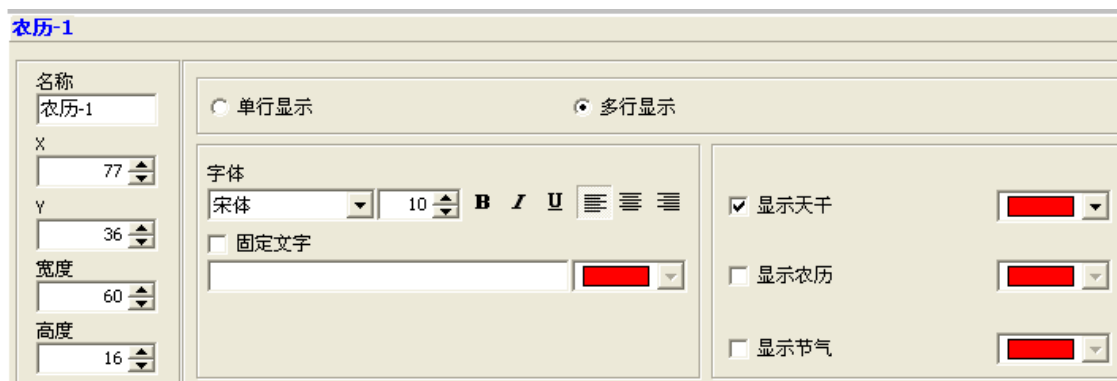 农历-1
名称
农历-1
X
77
Y
36
宽度
60
高度
16
单行显示 多行显示
字体
宋体 10 B I U
固定文字
显示天干
显示农历
显示节气